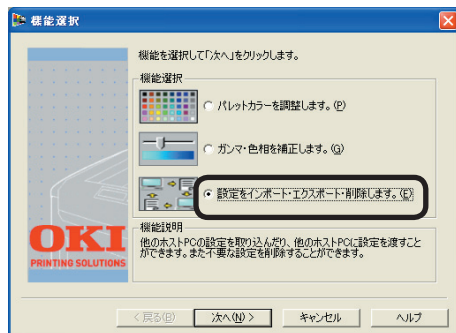 機能選択
機能を選択して「次へ」をクリックします。
機能選択
パレットカラーを調整します。(P)
ガンマ・色相を補正します。(G)
設定をインポート・エクスポート・削除します。(E)
機能説明
他のホストPCの設定を取り込んだり、他のホストPCに設定を渡すこと
ができます。また不要な設定を削除することができます。
OKI
PRINTING SOLUTIONS
< 戻る(B)
次へ(N) >
キャンセル
ヘルプ